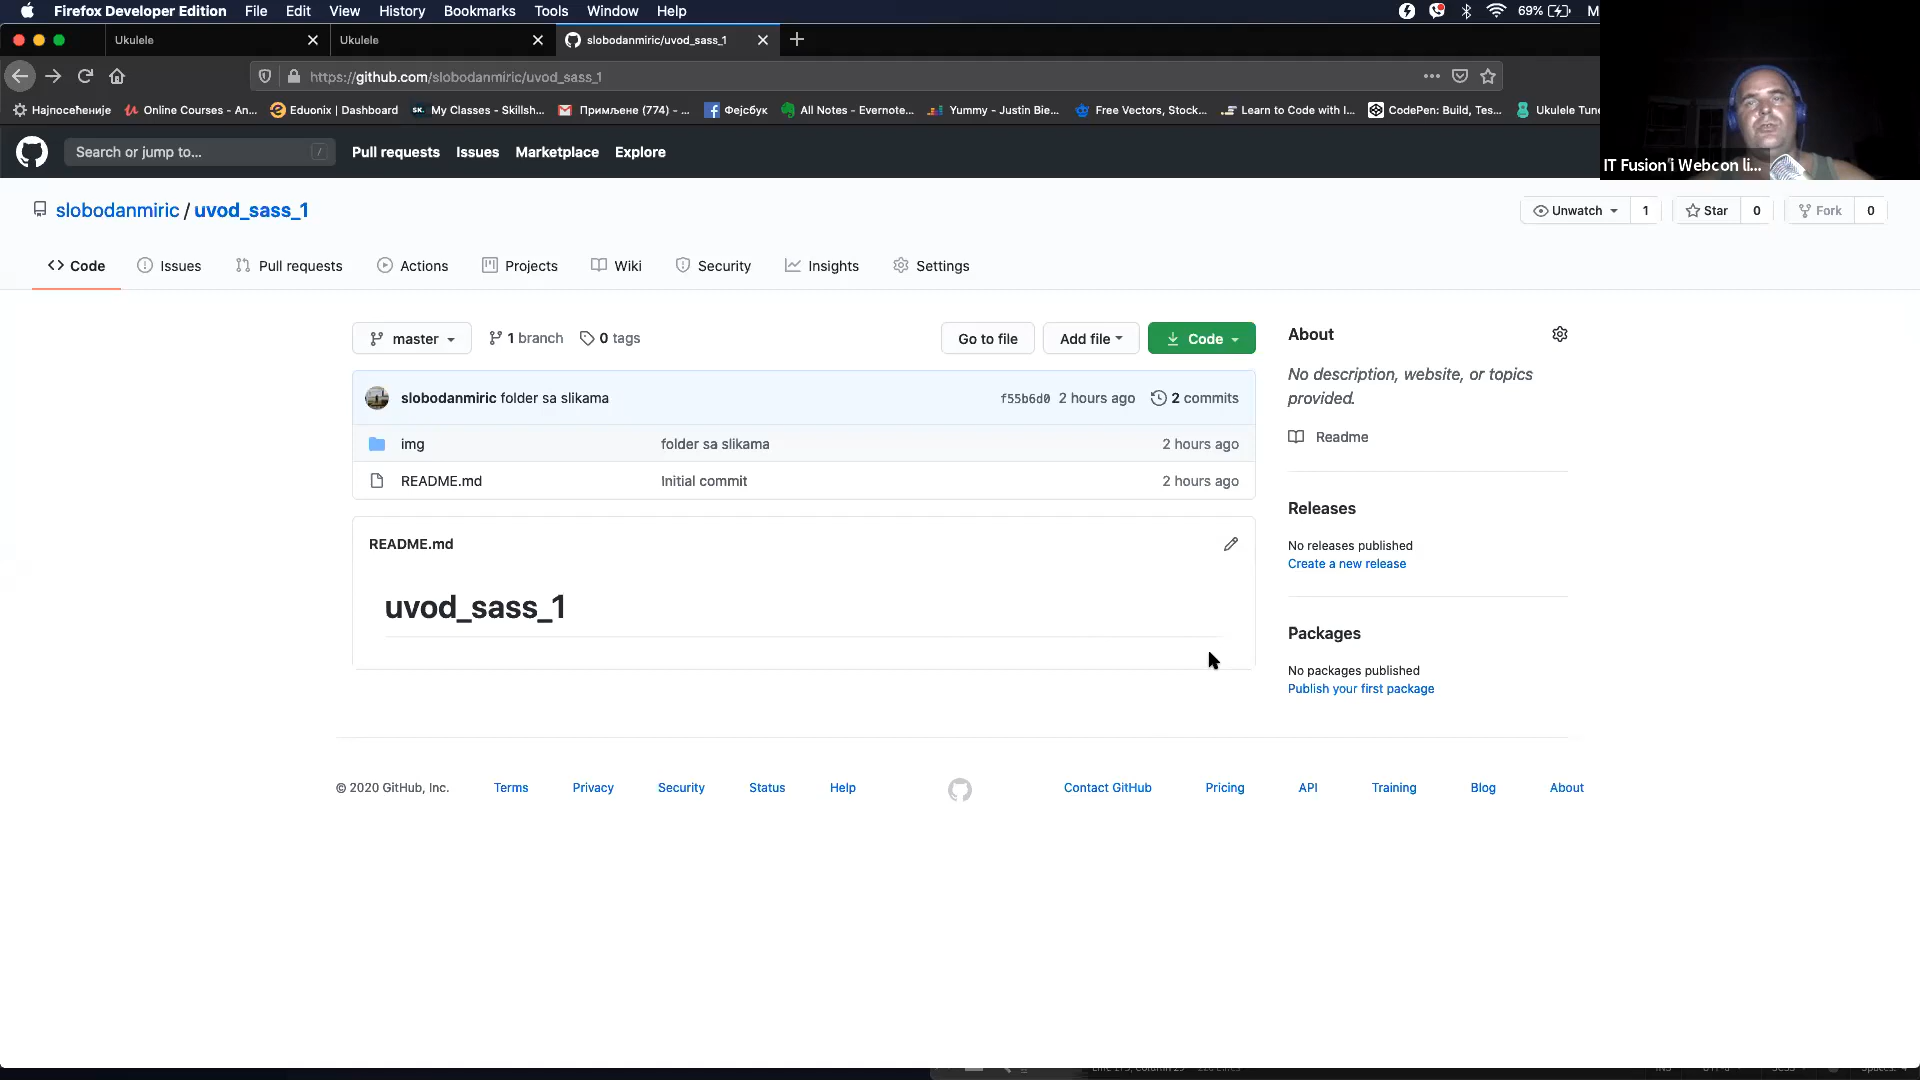 Firefox Developer Edition File Edit View History Bookmarks Tools Window Help 69% M
Ukulele Ukulele slobodanmiric/uvod_sass_1
https://github.com/slobodanmiric/uvod_sass_1
Најпосећеније Online Courses - An... Eduonix | Dashboard SK. My Classes - Skillsh... Примљене (774) - ... Фејсбук All Notes - Evernote... Yummy - Justin Bie... Free Vectors, Stock... Learn to Code with I... CodePen: Build, Tes... Ukulele Tune
IT Fusion i Webcon li...
Search or jump to... / Pull requests Issues Marketplace Explore
slobodanmiric / uvod_sass_1 Unwatch 1 Star 0 Fork 0
Code Issues Pull requests Actions Projects Wiki Security Insights Settings
master 1 branch 0 tags Go to file Add file Code
slobodanmiric folder sa slikama f55b6d0 2 hours ago 2 commits
img folder sa slikama 2 hours ago
README.md Initial commit 2 hours ago
README.md
uvod_sass_1
About
No description, website, or topics
provided.
Readme
Releases
No releases published
Create a new release
Packages
No packages published
Publish your first package
© 2020 GitHub, Inc. Terms Privacy Security Status Help Contact GitHub Pricing API Training Blog About